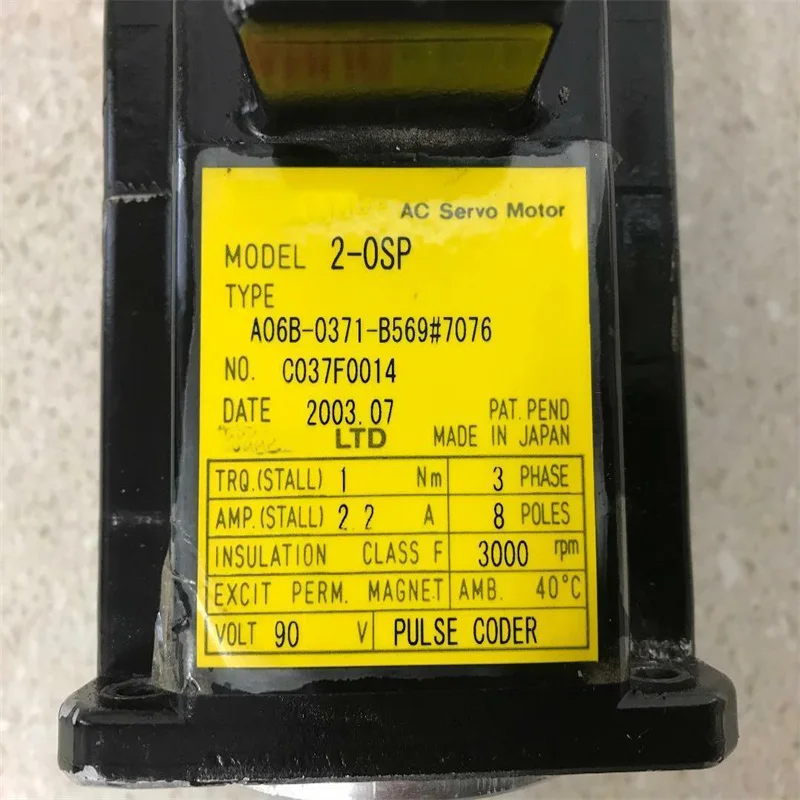 AC Servo Motor
MODEL 2-0SP
TYPE
A06B-0371-B569#7076
NO. C037F0014
DATE 2003.07 PAT. PEND
LTD MADE IN JAPAN
TRQ.(STALL) 1 Nm 3 PHASE
AMP.(STALL) 2 2 A 8 POLES
INSULATION CLASS F 3000 rpm
EXCIT PERM. MAGNET AMB. 40°C
VOLT 90 V PULSE CODER